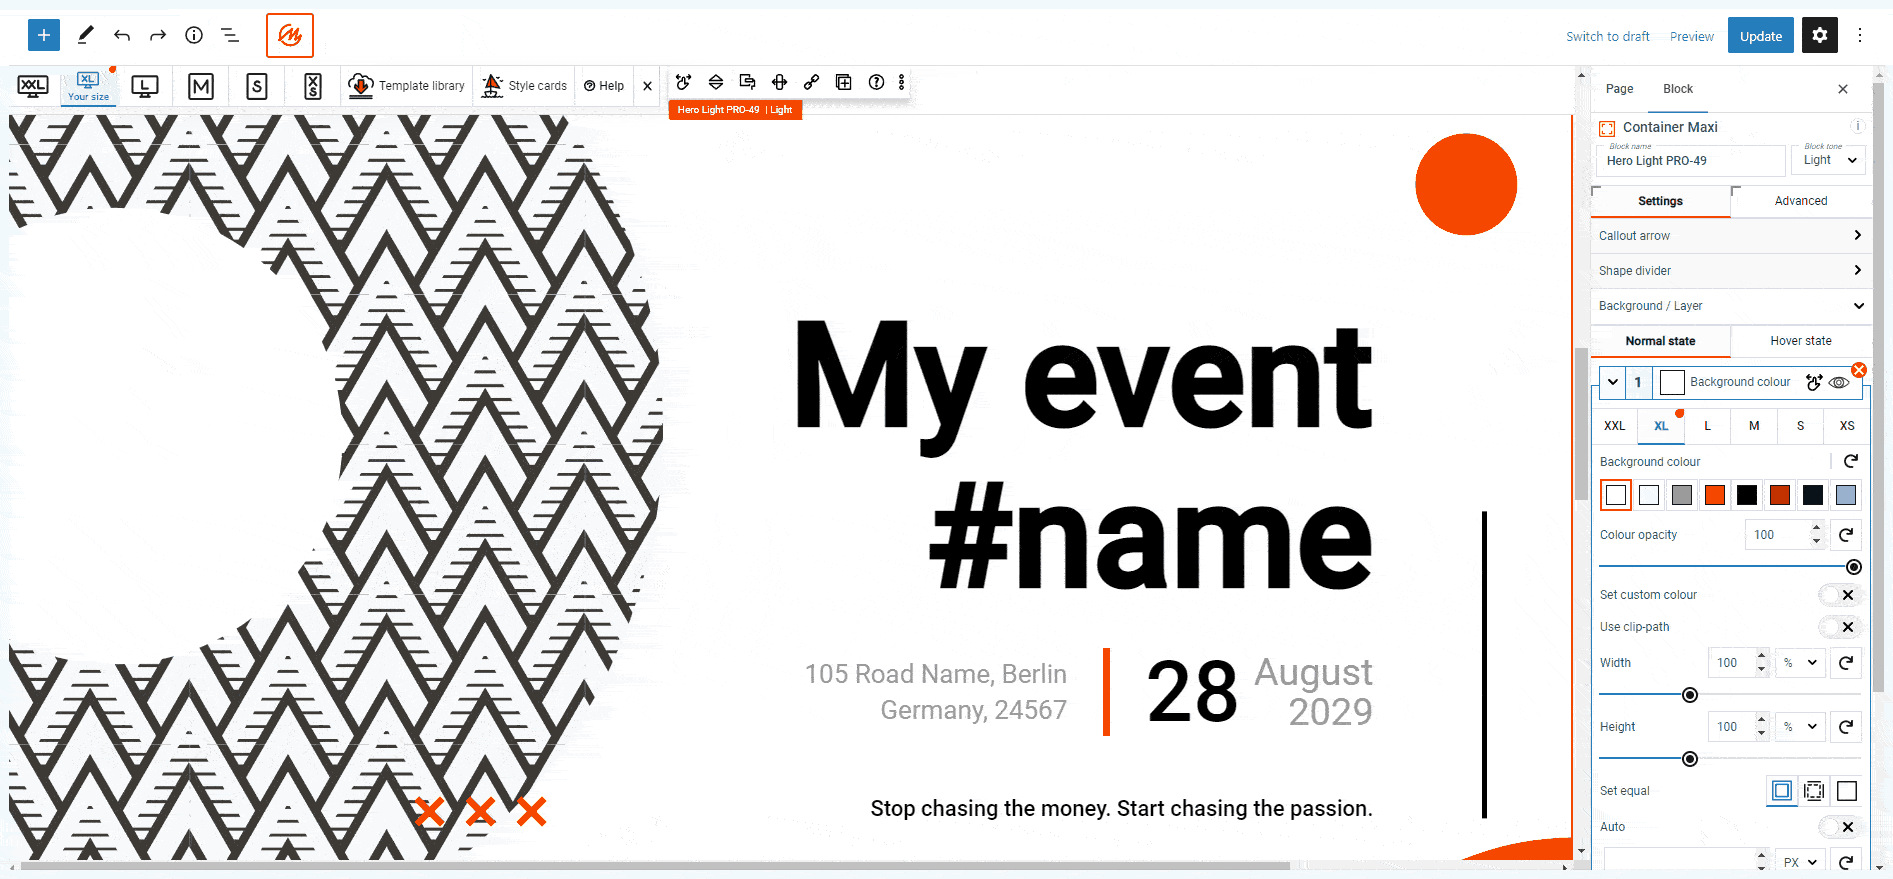 Switch to draft Preview Update
XXL XL L M S XS Template library Style cards Help
Your size
Hero Light PRO-49 | Light
Page Block
Container Maxi
Block name Block tone
Hero Light PRO-49 Light
Settings Advanced
Callout arrow
Shape divider
Background / Layer
Normal state Hover state
1 Background colour
XXL XL L M S XS
Background colour
Colour opacity 100
Set custom colour
Use clip-path
Width 100 %
Height 100 %
Set equal
Auto
PX
My event
#name
105 Road Name, Berlin
Germany, 24567
28
August
2029
Stop chasing the money. Start chasing the passion.